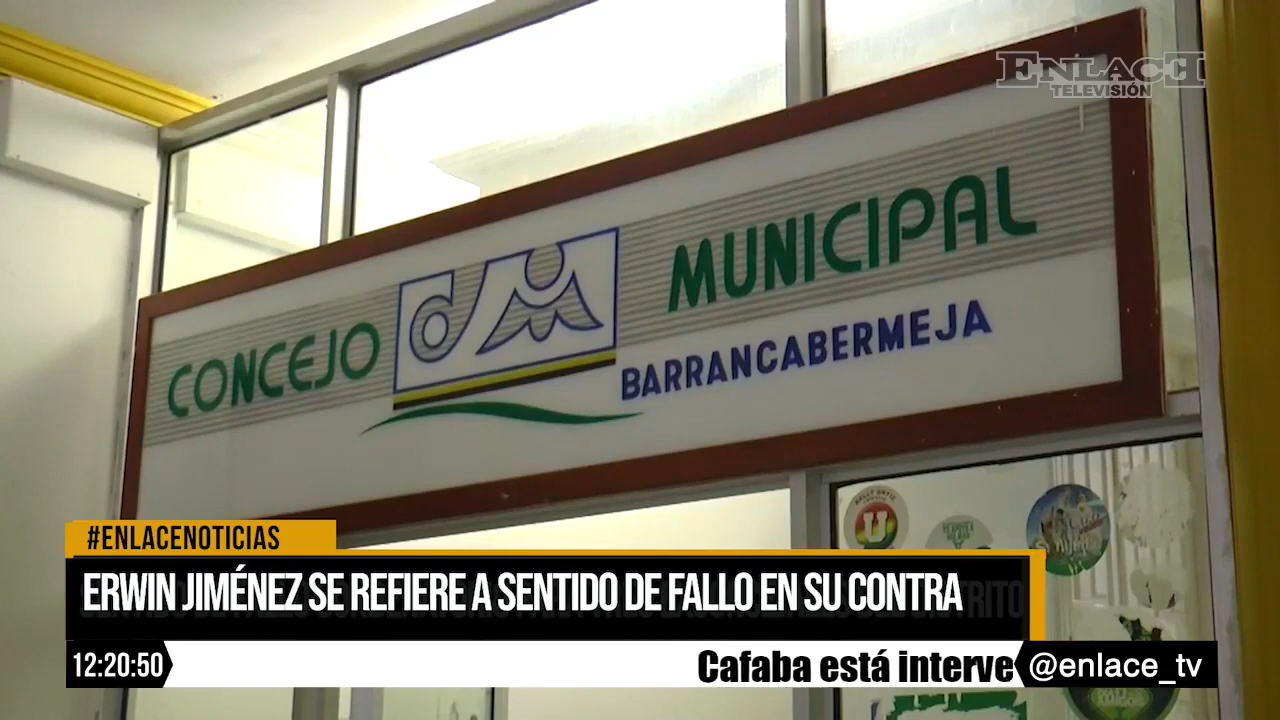 ENLACE
TELEVISIÓN
CONCEJO MUNICIPAL
BARRANCABERMEJA
U
#ENLACENOTICIAS
ERWIN JIMÉNEZ SE REFIERE A SENTIDO DE FALLO EN SU CONTRA
12:20:50 Cafaba está interve @enlace_tv